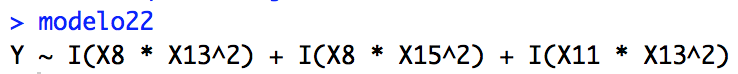 > modelo22
Y ~ I(X8 * X13^2) + I(X8 * X15^2) + I(X11 * X13^2)